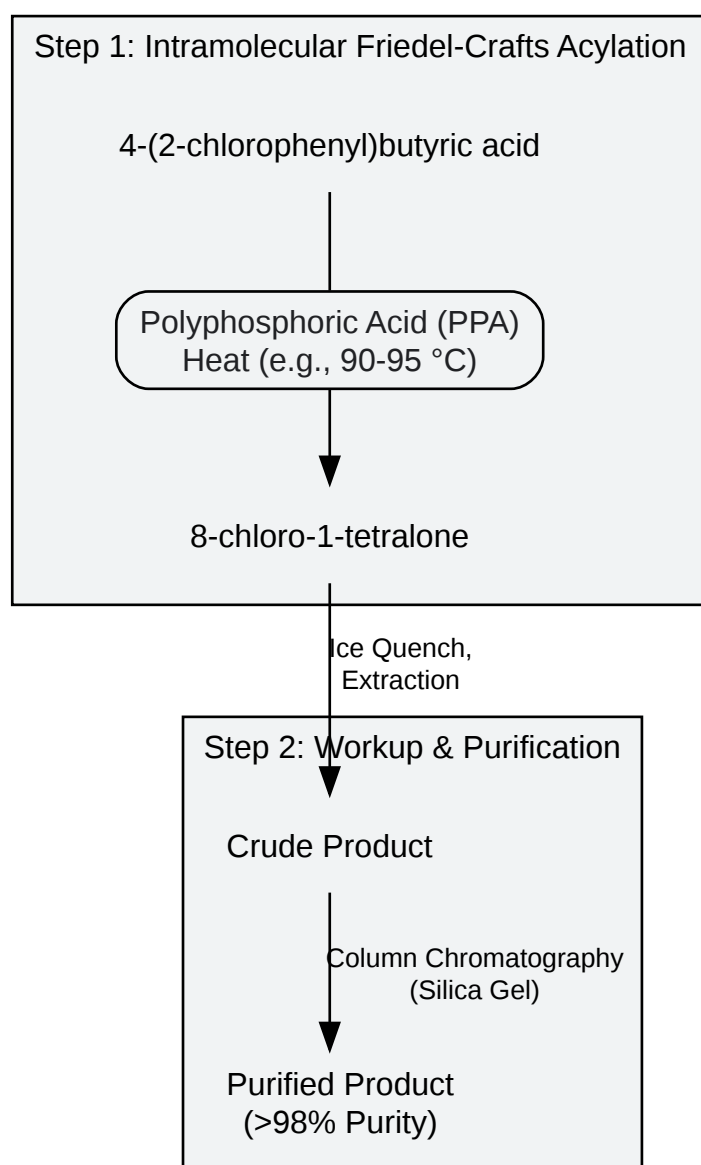 Step 1: Intramolecular Friedel-Crafts Acylation
4-(2-chlorophenyl)butyric acid
Polyphosphoric Acid (PPA)
Heat (e.g., 90-95 °C)
8-chloro-1-tetralone
Ice Quench,
Extraction
Step 2: Workup & Purification
Crude Product
Column Chromatography
(Silica Gel)
Purified Product
(>98% Purity)